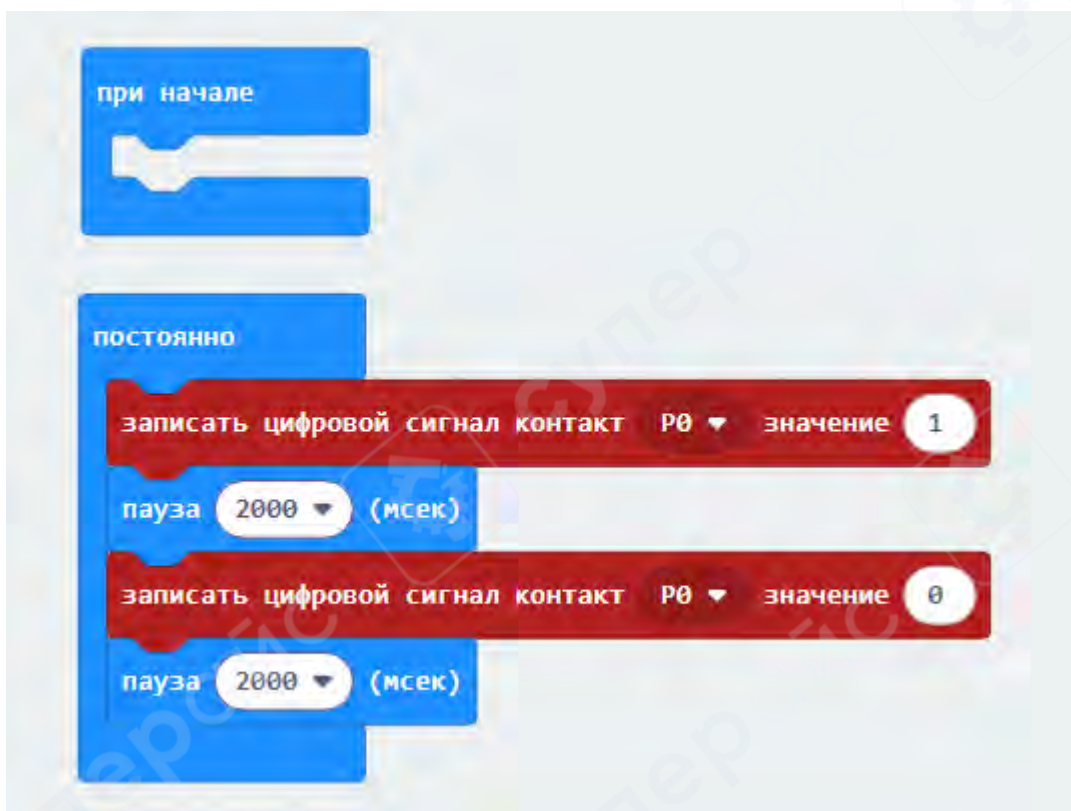 при начале
постоянно
записать цифровой сигнал контакт P0 значение 1
пауза 2000 (мсек)
записать цифровой сигнал контакт P0 значение 0
пауза 2000 (мсек)